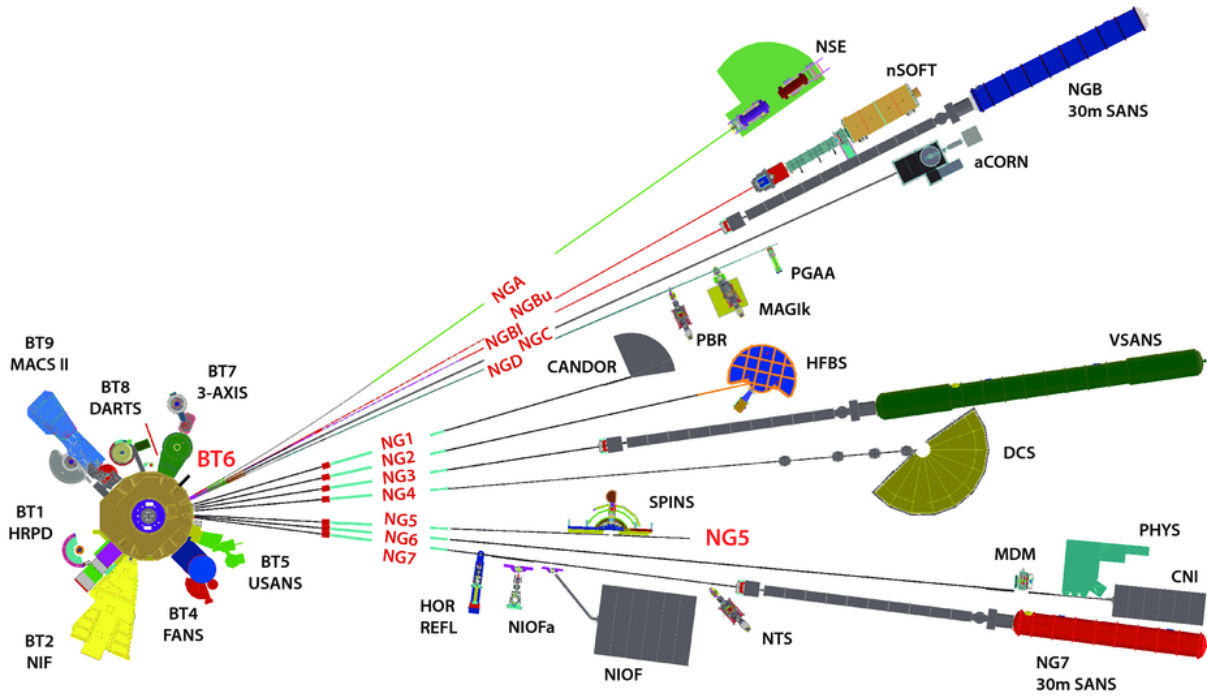 NSE
nSOFT
NGB
30m SANS
aCORN
NGA
NGBu
NGBl
NGC
NGD
PGAA
MAGIk
PBR
CANDOR
HFBS
VSANS
DCS
BT9
MACS II
BT8
DARTS
BT7
3-AXIS
BT6
NG1
NG2
NG3
NG4
NG5
NG6
NG7
SPINS
NG5
BT1
HRPD
BT5
USANS
BT4
FANS
BT2
NIF
HOR
REFL
NIOFa
NIOF
NTS
MDM
PHYS
CNI
NG7
30m SANS